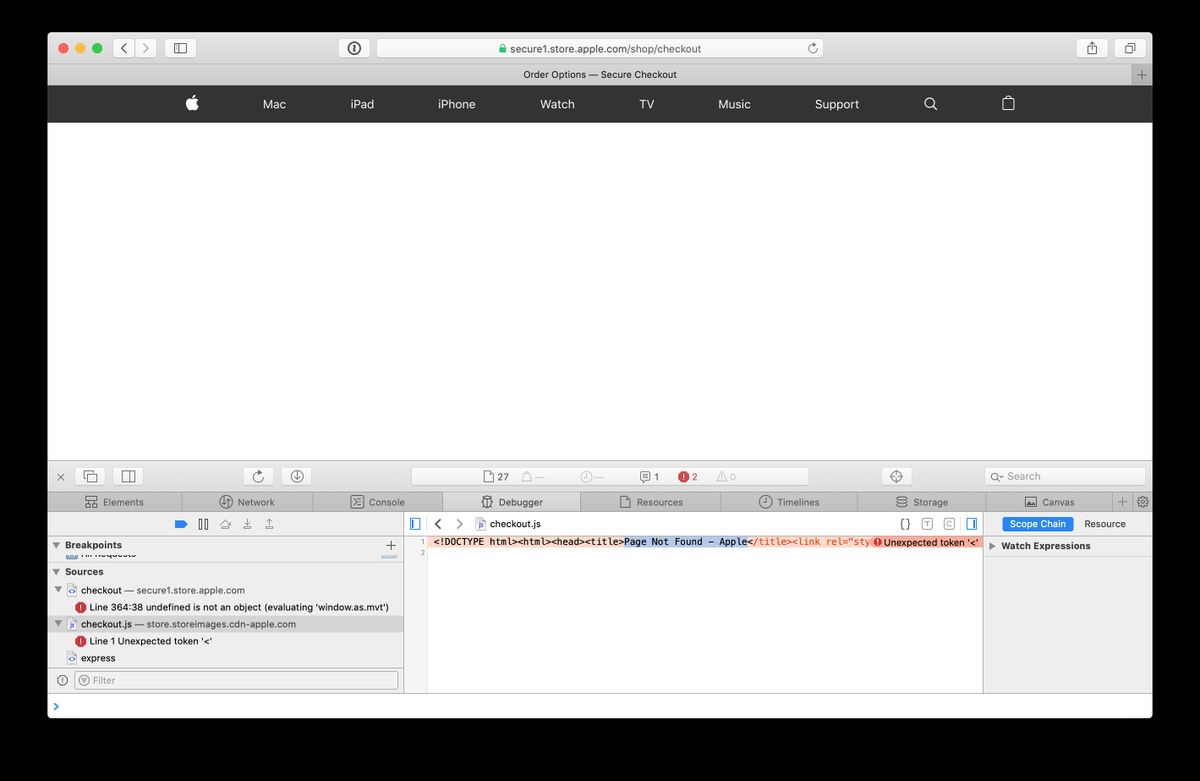 secure1.store.apple.com/shop/checkout
Order Options — Secure Checkout
Mac iPad iPhone Watch TV Music Support
27 — — 1 2 0 Search
Elements Network Console Debugger Resources Timelines Storage Canvas
checkout.js {} T C Scope Chain Resource
Breakpoints
All Requests
Sources
checkout — secure1.store.apple.com
Line 364:38 undefined is not an object (evaluating 'window.as.mvt')
checkout.js — store.storeimages.cdn-apple.com
Line 1 Unexpected token '<'
express
Filter
1 <!DOCTYPE html><html><head><title>Page Not Found – Apple</title><link rel="sty Unexpected token '<'
2
Watch Expressions